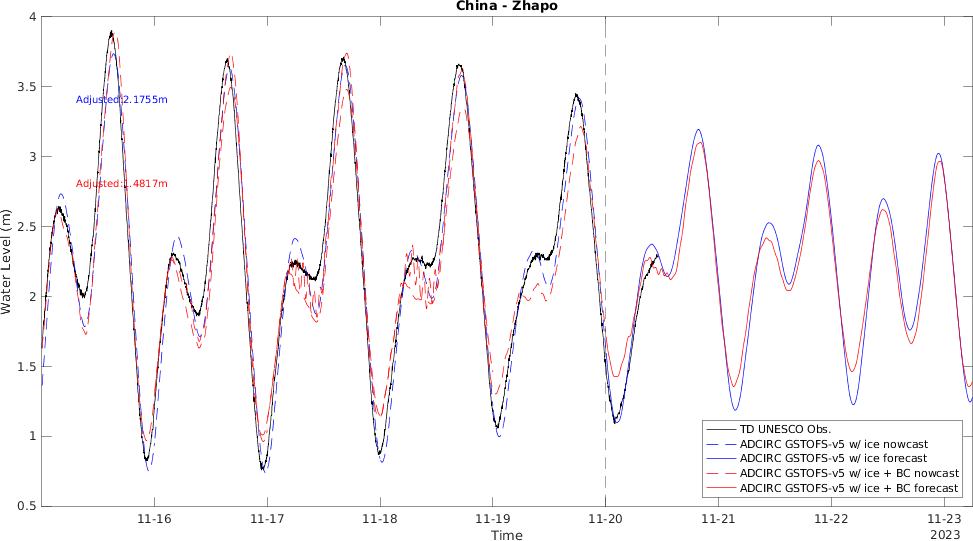 China - Zhapo
4
3.5
3
2.5
2
1.5
1
0.5
Water Level (m)
Adjusted:2.1755m
Adjusted:1.4817m
11-16
11-17
11-18
11-19
11-20
11-21
11-22
11-23
2023
Time
TD UNESCO Obs.
ADCIRC GSTOFS-v5 w/ ice nowcast
ADCIRC GSTOFS-v5 w/ ice forecast
ADCIRC GSTOFS-v5 w/ ice + BC nowcast
ADCIRC GSTOFS-v5 w/ ice + BC forecast